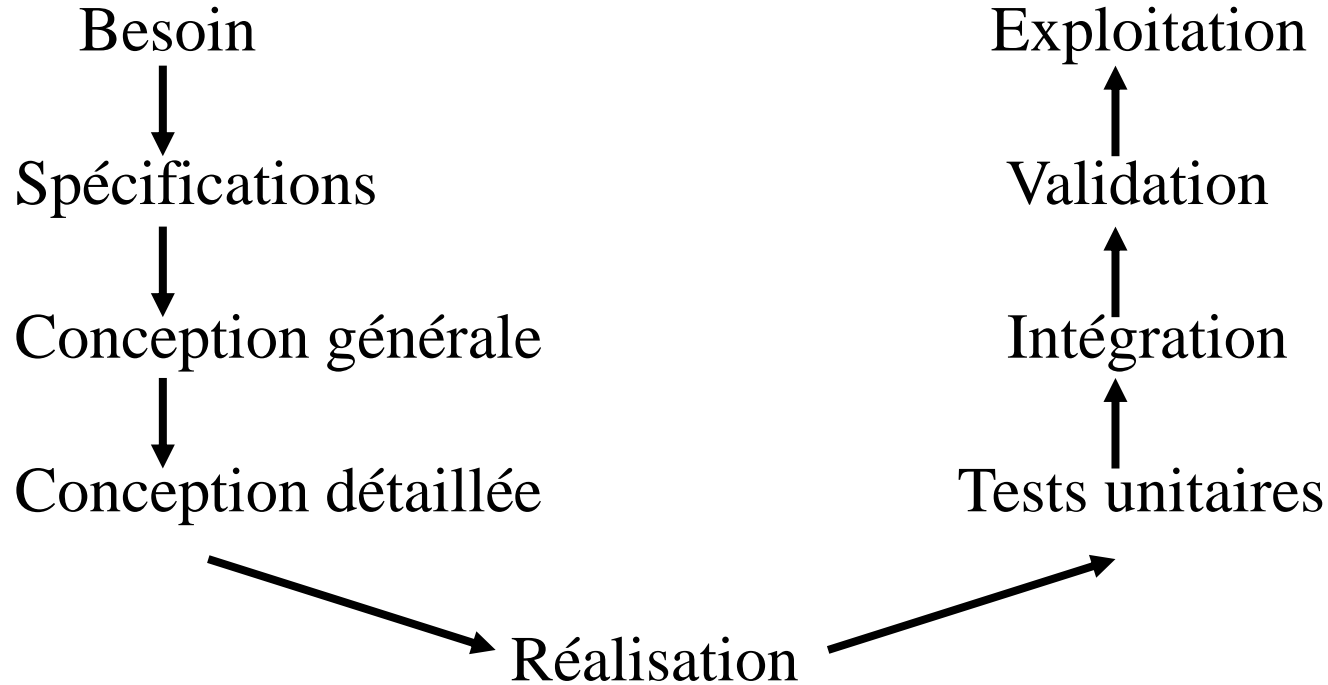 Besoin
Spécifications
Conception générale
Conception détaillée
Réalisation
Tests unitaires
Intégration
Validation
Exploitation